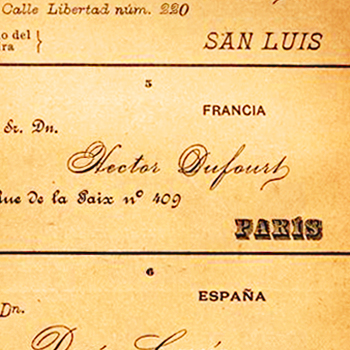 Calle Libertad núm. 220
o del }
ra
SAN LUIS
5
FRANCIA
Sr. Dn.
Hector Dufourt
Rue de la Paix nº 409
PARÍS
6
ESPAÑA
Dn.